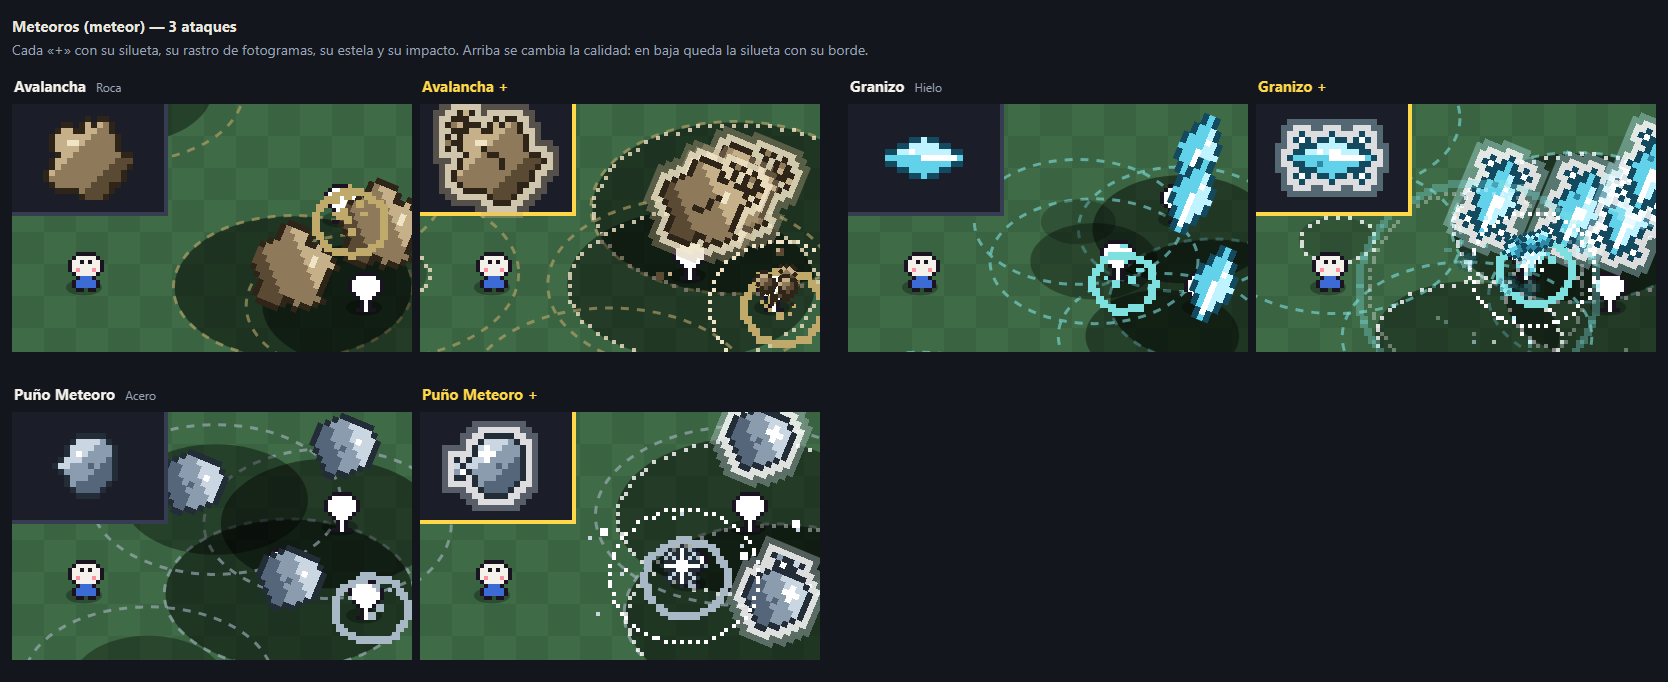 Meteoros (meteor) — 3 ataques
Cada «+» con su silueta, su rastro de fotogramas, su estela y su impacto. Arriba se cambia la calidad: en baja queda la silueta con su borde.
Avalancha Roca
Avalancha +
Granizo Hielo
Granizo +
Puño Meteoro Acero
Puño Meteoro +